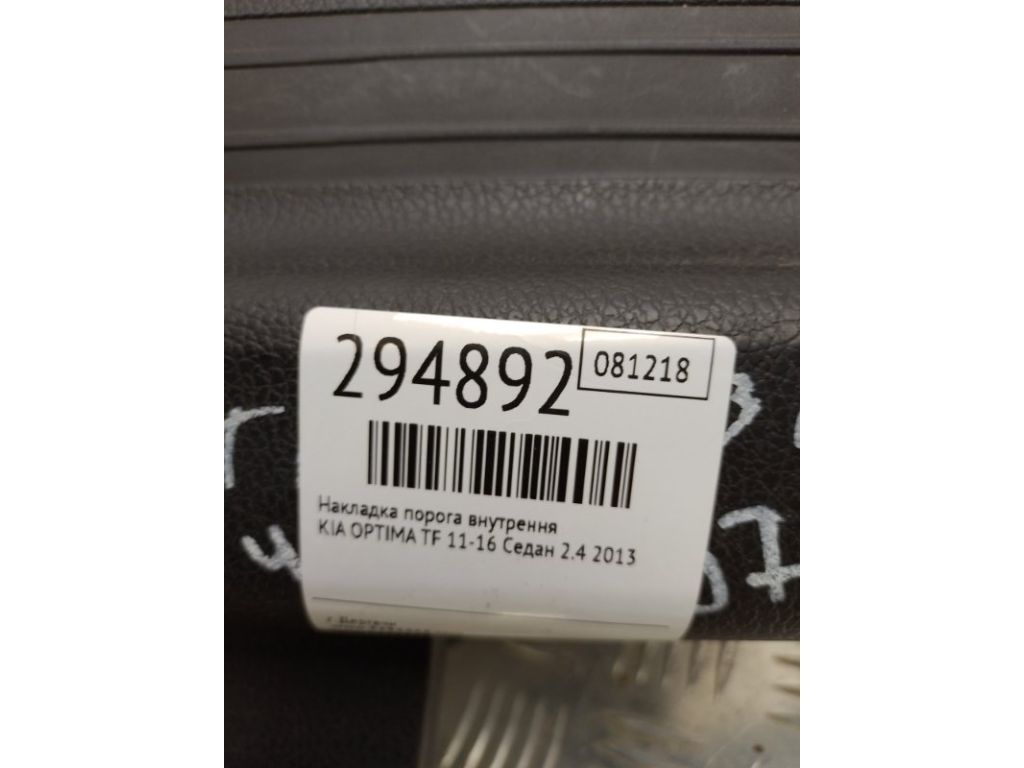 294892
081218
Накладка порога внутрення
KIA OPTIMA TF 11-16 Седан 2.4 2013